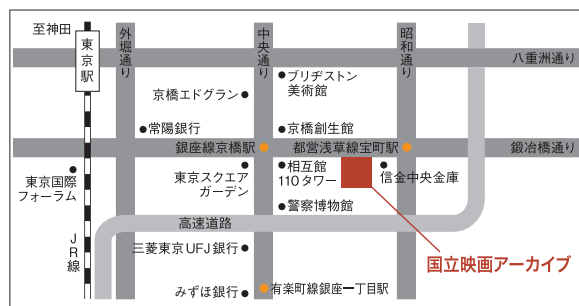 至神田
東京駅
外堀通り
中央通り
昭和通り
八重洲通り
ブリヂストン
美術館
京橋エドグラン
常陽銀行
京橋創生館
銀座線京橋駅
都営浅草線宝町駅
鍛冶橋通り
東京国際
フォーラム
東京スクエア
ガーデン
相互館
110タワー
信金中央金庫
警察博物館
高速道路
国立映画アーカイブ
JR線
三菱東京UFJ銀行
みずほ銀行
有楽町線銀座一丁目駅